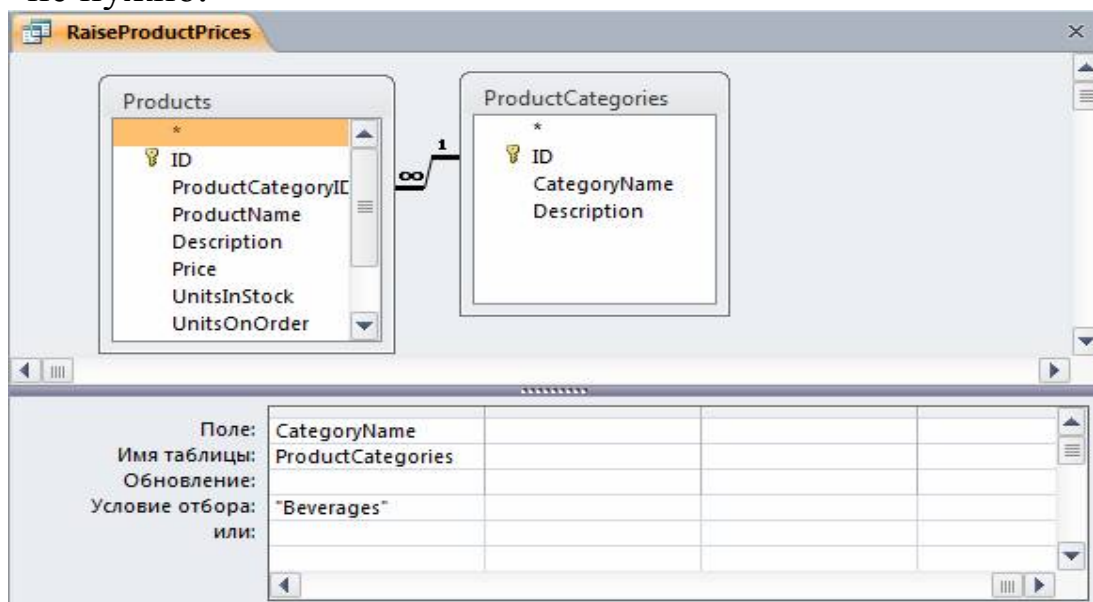 RaiseProductPrices
Products
*
ID
ProductCategoryID
ProductName
Description
Price
UnitsInStock
UnitsOnOrder
∞
1
ProductCategories
*
ID
CategoryName
Description
Поле: CategoryName
Имя таблицы: ProductCategories
Обновление:
Условие отбора: "Beverages"
или: